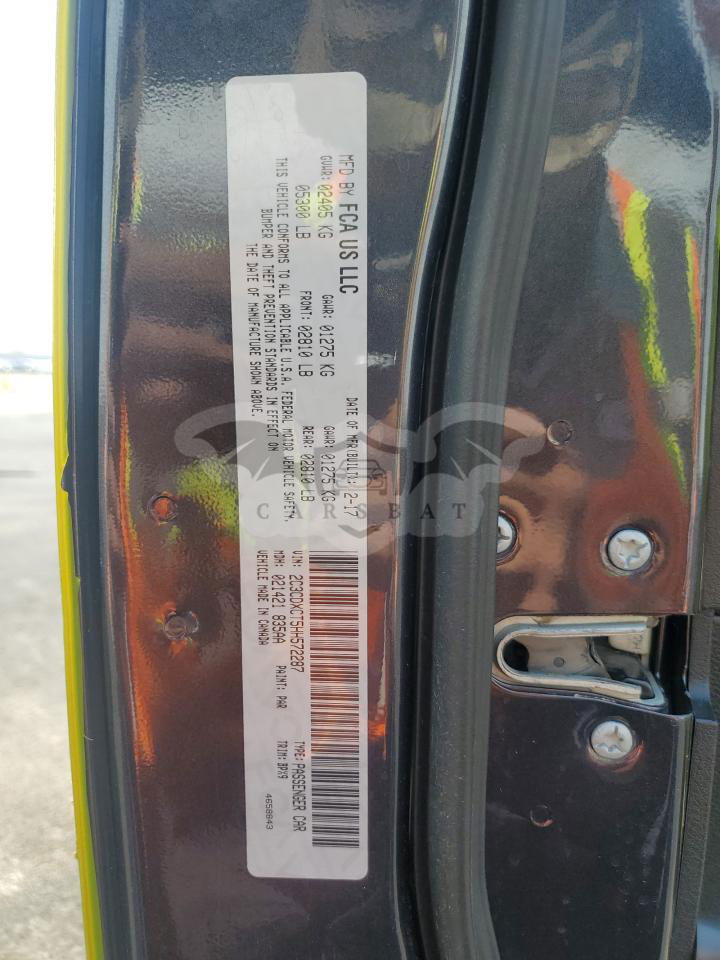 MFD BY FCA US LLC
DATE OF MFR(BUILT): 2-17
GVWR: 02405 KG GAWR: 01275 KG GAWR: 01275 KG
05300 LB FRONT: 02810 LB REAR: 02810 LB
THIS VEHICLE CONFORMS TO ALL APPLICABLE U.S.A. FEDERAL MOTOR VEHICLE SAFETY,
BUMPER AND THEFT PREVENTION STANDARDS IN EFFECT ON
THE DATE OF MANUFACTURE SHOWN ABOVE.
VIN: 2C3CDXCT5HH572287 TYPE: PASSENGER CAR
MDH: 021421 835AA PAINT: PAR TRIM: BPX9
VEHICLE MADE IN CANADA
4658843
CARSBAT